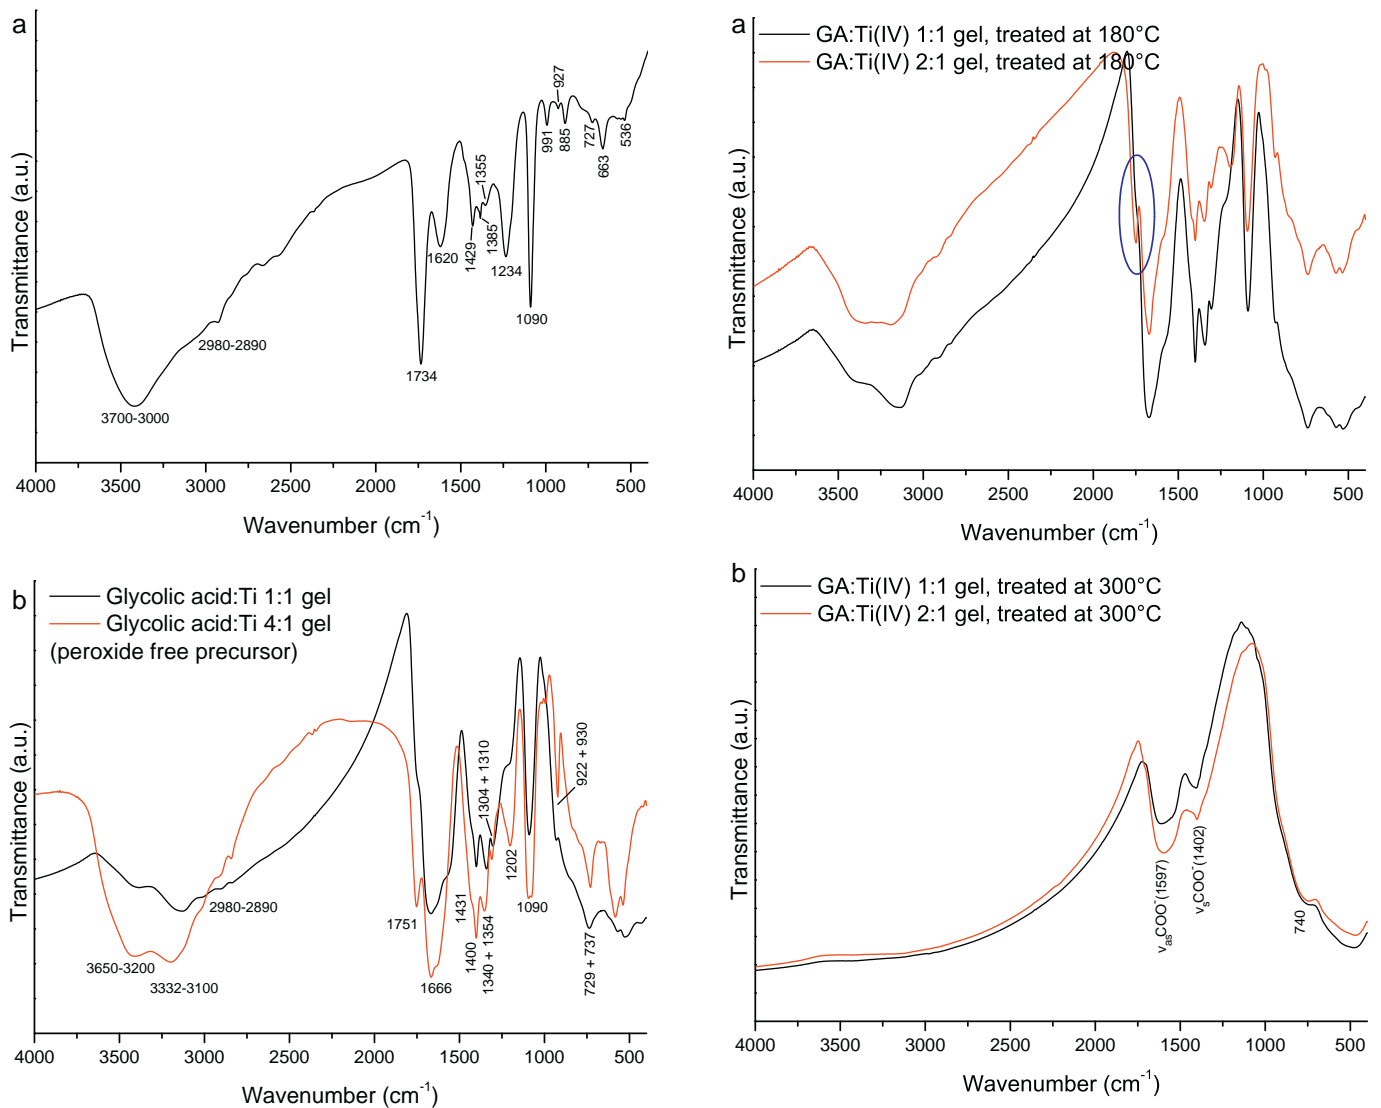 a
Transmittance (a.u.)
3700-3000
2980-2890
1734
1620
1429
1385
1355
1234
1090
991
927
885
727
663
536
4000 3500 3000 2500 2000 1500 1000 500
Wavenumber (cm-1)
a
GA:Ti(IV) 1:1 gel, treated at 180°C
GA:Ti(IV) 2:1 gel, treated at 180°C
Transmittance (a.u.)
4000 3500 3000 2500 2000 1500 1000 500
Wavenumber (cm-1)
b
Glycolic acid:Ti 1:1 gel
Glycolic acid:Ti 4:1 gel
(peroxide free precursor)
Transmittance (a.u.)
3650-3200
3332-3100
2980-2890
1751
1666
1431
1400
1340 + 1354
1304 + 1310
1202
1090
922 + 930
729 + 737
4000 3500 3000 2500 2000 1500 1000 500
Wavenumber (cm-1)
b
GA:Ti(IV) 1:1 gel, treated at 300°C
GA:Ti(IV) 2:1 gel, treated at 300°C
Transmittance (a.u.)
vasCOO-(1597)
vsCOO-(1402)
740
4000 3500 3000 2500 2000 1500 1000 500
Wavenumber (cm-1)